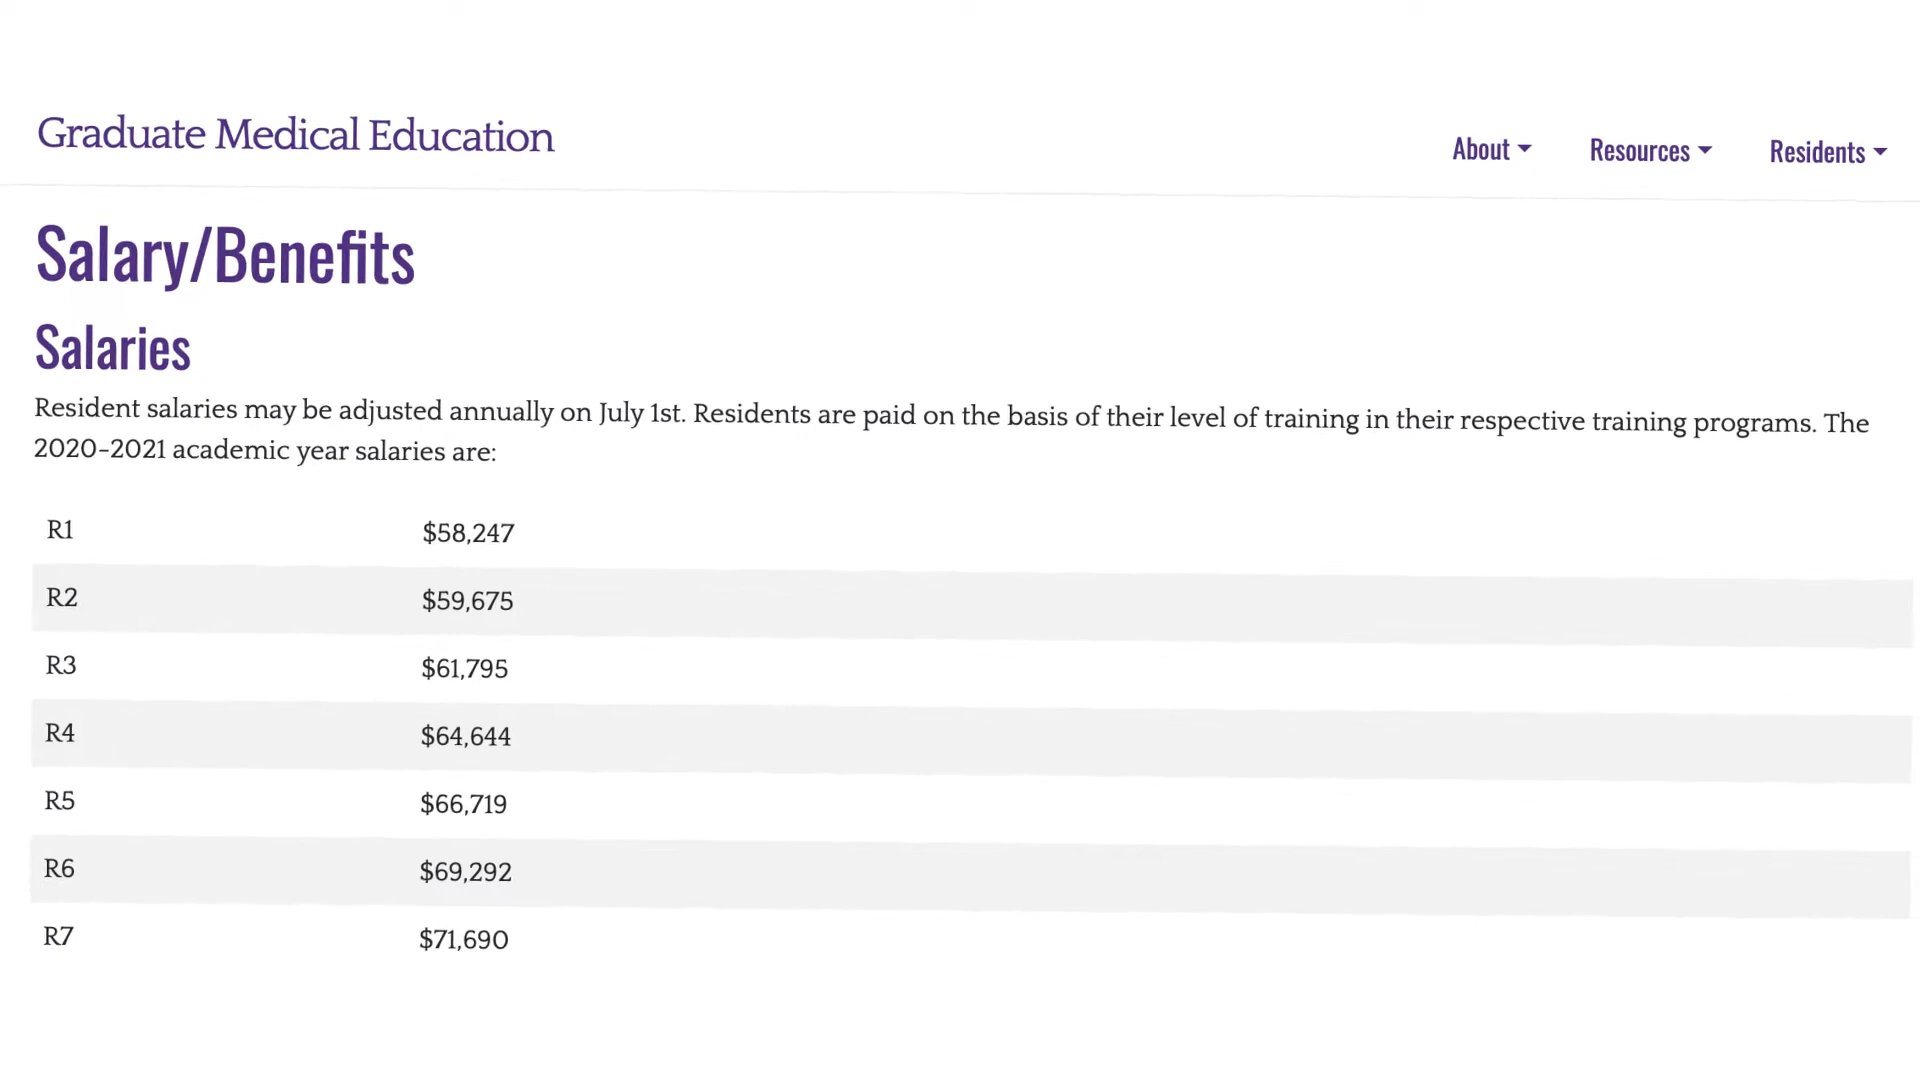 Graduate Medical Education
About
Resources
Residents
Salary/Benefits
Salaries
Resident salaries may be adjusted annually on July 1st. Residents are paid on the basis of their level of training in their respective training programs. The
2020-2021 academic year salaries are:
R1 $58,247
R2 $59,675
R3 $61,795
R4 $64,644
R5 $66,719
R6 $69,292
R7 $71,690